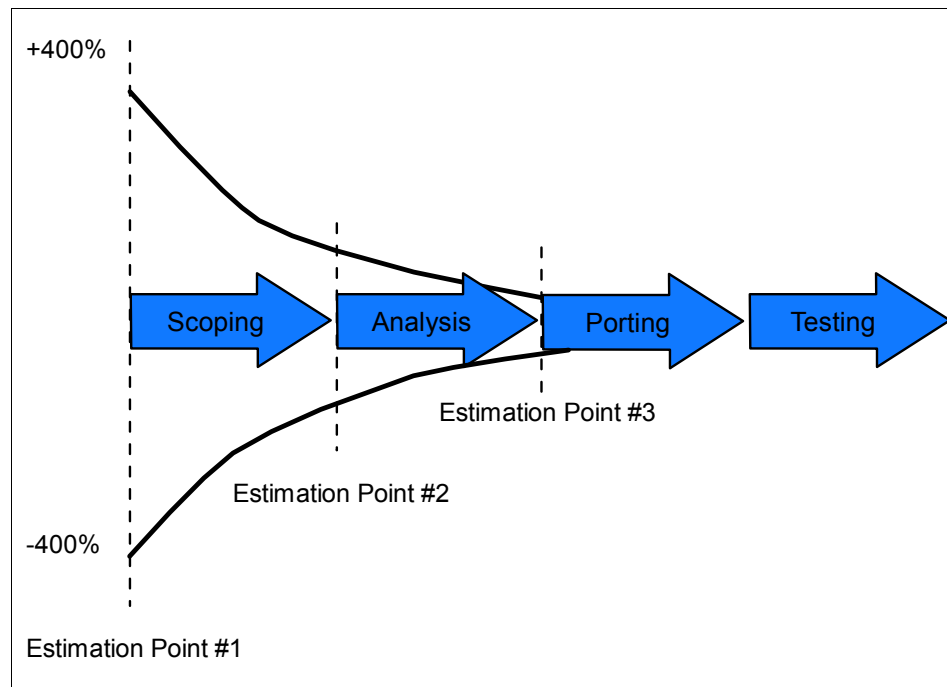 +400%
Scoping
Analysis
Porting
Testing
Estimation Point #3
Estimation Point #2
-400%
Estimation Point #1